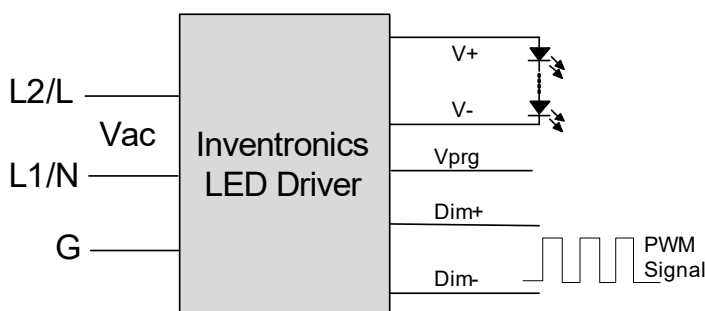 L2/L
Vac
L1/N
G
Inventronics
LED Driver
V+
V-
Vprg
Dim+
Dim-
PWM
Signal